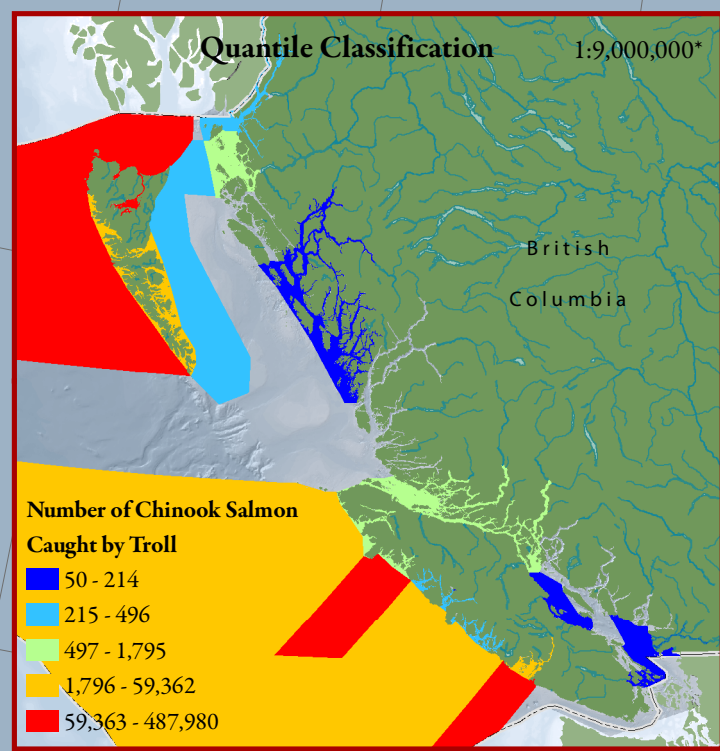 Quantile Classification
1:9,000,000*
British
Columbia
Number of Chinook Salmon
Caught by Troll
50 - 214
215 - 496
497 - 1,795
1,796 - 59,362
59,363 - 487,980